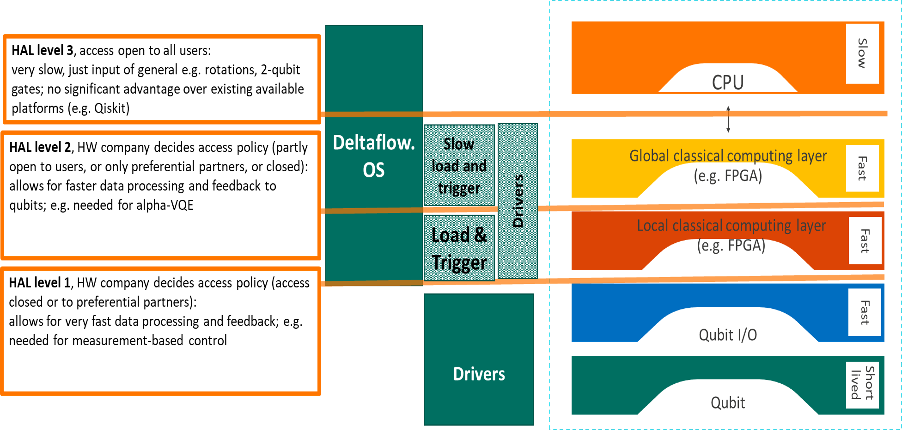 HAL level 3, access open to all users:
very slow, just input of general e.g. rotations, 2-qubit
gates; no significant advantage over existing available
platforms (e.g. Qiskit)
HAL level 2, HW company decides access policy (partly
open to users, or only preferential partners, or closed):
allows for faster data processing and feedback to
qubits; e.g. needed for alpha-VQE
HAL level 1, HW company decides access policy (access
closed or to preferential partners):
allows for very fast data processing and feedback; e.g.
needed for measurement-based control
Deltaflow.
OS
Slow
load and
trigger
Load &
Trigger
Drivers
Drivers
CPU
Slow
Global classical computing layer
(e.g. FPGA)
Fast
Local classical computing layer
(e.g. FPGA)
Fast
Qubit I/O
Fast
Qubit
Short
lived